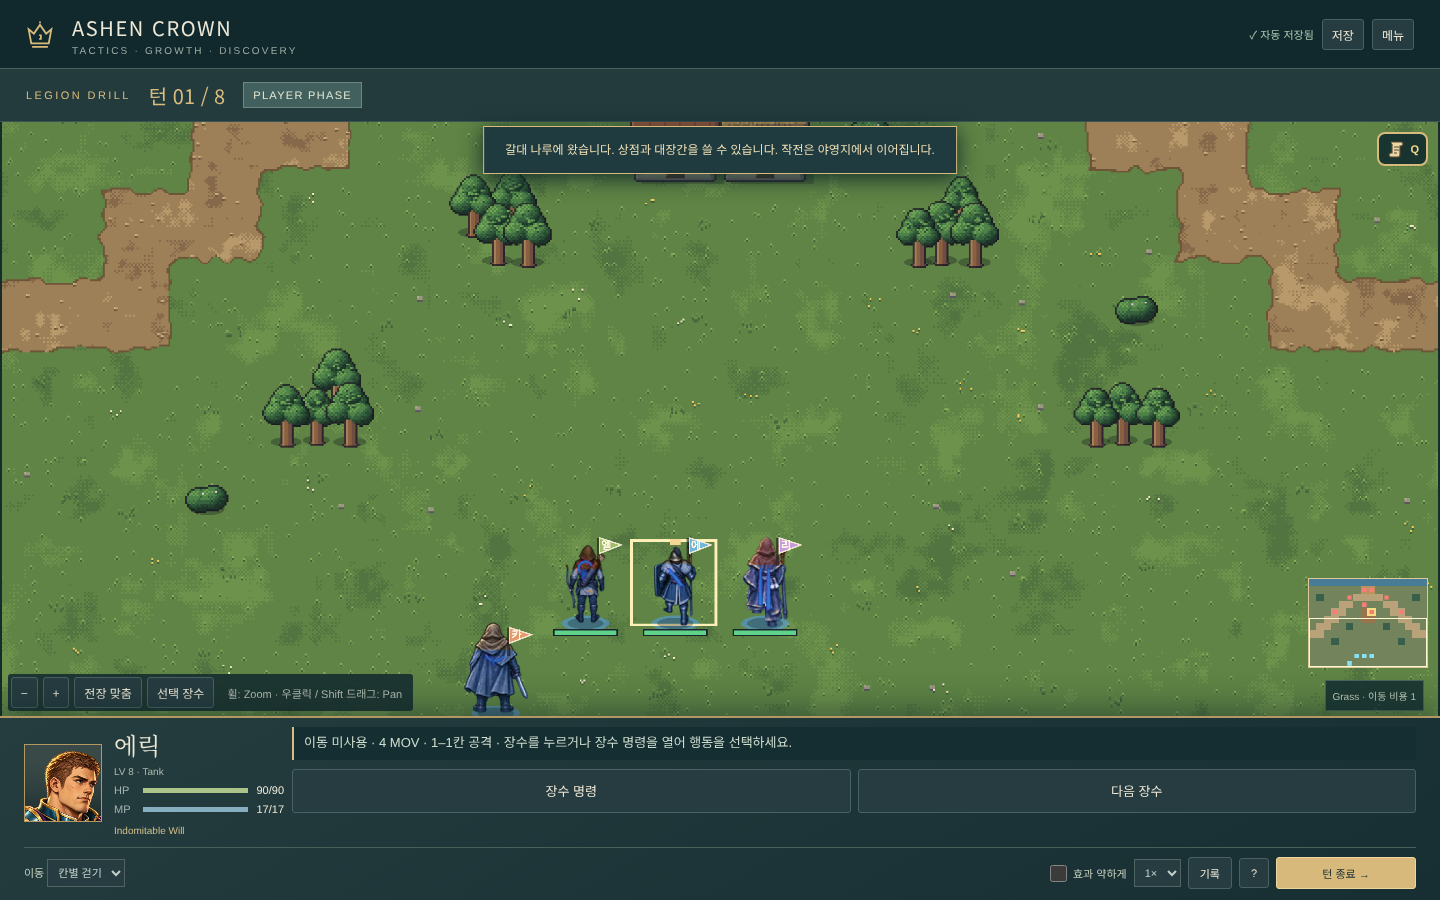 ASHEN CROWN
TACTICS · GROWTH · DISCOVERY
✓ 자동 저장됨
저장
메뉴
LEGION DRILL
턴 01 / 8
PLAYER PHASE
갈대 나루에 왔습니다. 상점과 대장간을 쓸 수 있습니다. 작전은 야영지에서 이어집니다.
Q
에
리
카
−
+
전장 맞춤
선택 장수
휠: Zoom · 우클릭 / Shift 드래그: Pan
Grass · 이동 비용 1
에릭
LV 8 · Tank
HP 90/90
MP 17/17
Indomitable Will
이동 미사용 · 4 MOV · 1–1칸 공격 · 장수를 누르거나 장수 명령을 열어 행동을 선택하세요.
장수 명령
다음 장수
이동
칸별 걷기
효과 약하게
1×
기록
?
턴 종료 →